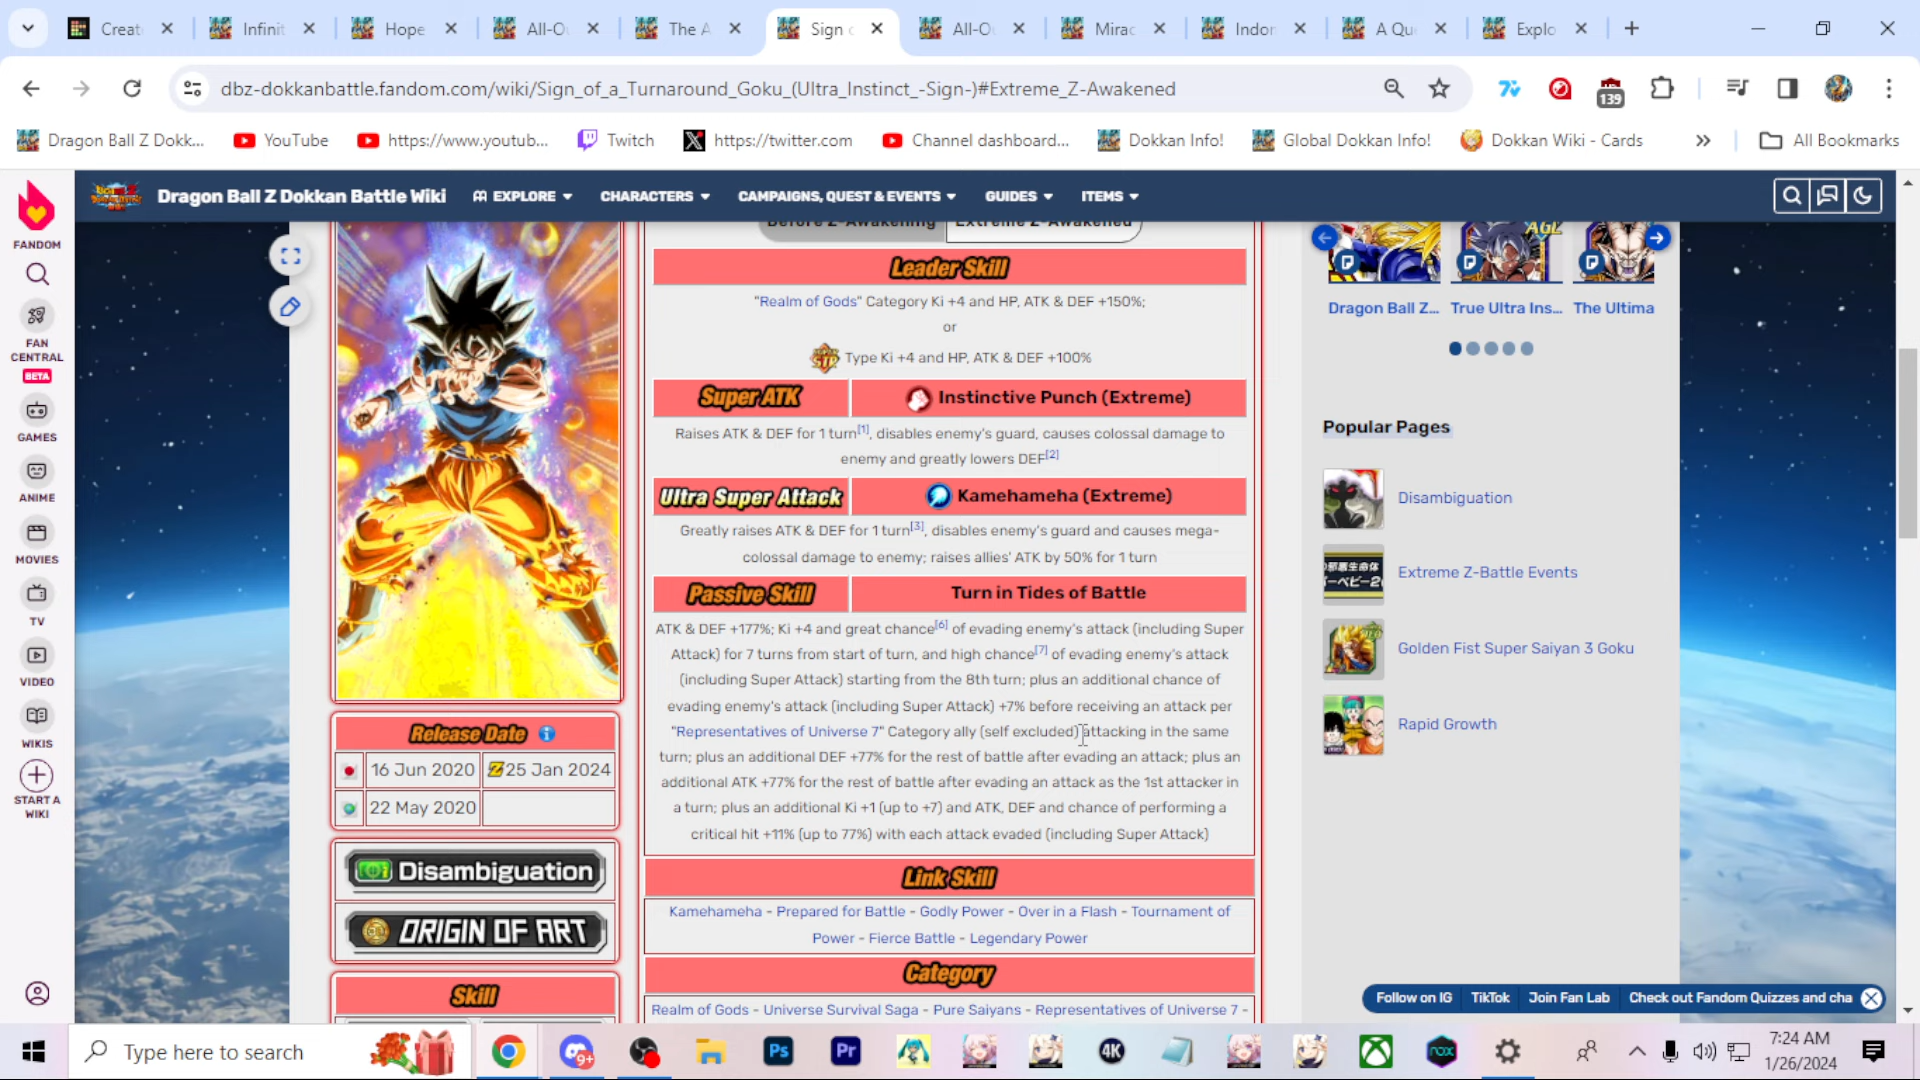 Creat
Infinit
Hope
All-O
The A
Sign o
All-O
Mirac
Indon
A Qu
Explo
dbz-dokkanbattle.fandom.com/wiki/Sign_of_a_Turnaround_Goku_(Ultra_Instinct_-Sign-)#Extreme_Z-Awakened
139
Dragon Ball Z Dokk...
YouTube
https://www.youtub...
Twitch
https://twitter.com
Channel dashboard...
Dokkan Info!
Global Dokkan Info!
Dokkan Wiki - Cards
All Bookmarks
Dragon Ball Z Dokkan Battle Wiki
EXPLORE
CHARACTERS
CAMPAIGNS, QUEST & EVENTS
GUIDES
ITEMS
FANDOM
FAN
CENTRAL
BETA
GAMES
ANIME
MOVIES
TV
VIDEO
WIKIS
START A
WIKI
Before Z-Awakening
Extreme Z-Awakened
Leader Skill
"Realm of Gods" Category Ki +4 and HP, ATK & DEF +150%;
or
Type Ki +4 and HP, ATK & DEF +100%
Super ATK
Instinctive Punch (Extreme)
Raises ATK & DEF for 1 turn[1], disables enemy's guard, causes colossal damage to
enemy and greatly lowers DEF[2]
Ultra Super Attack
Kamehameha (Extreme)
Greatly raises ATK & DEF for 1 turn[3], disables enemy's guard and causes mega-
colossal damage to enemy; raises allies' ATK by 50% for 1 turn
Passive Skill
Turn in Tides of Battle
ATK & DEF +177%; Ki +4 and great chance[6] of evading enemy's attack (including Super
Attack) for 7 turns from start of turn, and high chance[7] of evading enemy's attack
(including Super Attack) starting from the 8th turn; plus an additional chance of
evading enemy's attack (including Super Attack) +7% before receiving an attack per
"Representatives of Universe 7" Category ally (self excluded) attacking in the same
turn; plus an additional DEF +77% for the rest of battle after evading an attack; plus an
additional ATK +77% for the rest of battle after evading an attack as the 1st attacker in
a turn; plus an additional Ki +1 (up to +7) and ATK, DEF and chance of performing a
critical hit +11% (up to 77%) with each attack evaded (including Super Attack)
Link Skill
Kamehameha - Prepared for Battle - Godly Power - Over in a Flash - Tournament of
Power - Fierce Battle - Legendary Power
Category
Realm of Gods - Universe Survival Saga - Pure Saiyans - Representatives of Universe 7 -
Release Date
16 Jun 2020
25 Jan 2024
22 May 2020
Disambiguation
ORIGIN OF ART
Skill
AGL
Dragon Ball Z...
True Ultra Ins...
The Ultima
Popular Pages
Disambiguation
Extreme Z-Battle Events
Golden Fist Super Saiyan 3 Goku
Rapid Growth
Follow on IG
TikTok
Join Fan Lab
Check out Fandom Quizzes and cha
Type here to search
9+
Ps
Pr
4K
nox
7:24 AM
1/26/2024